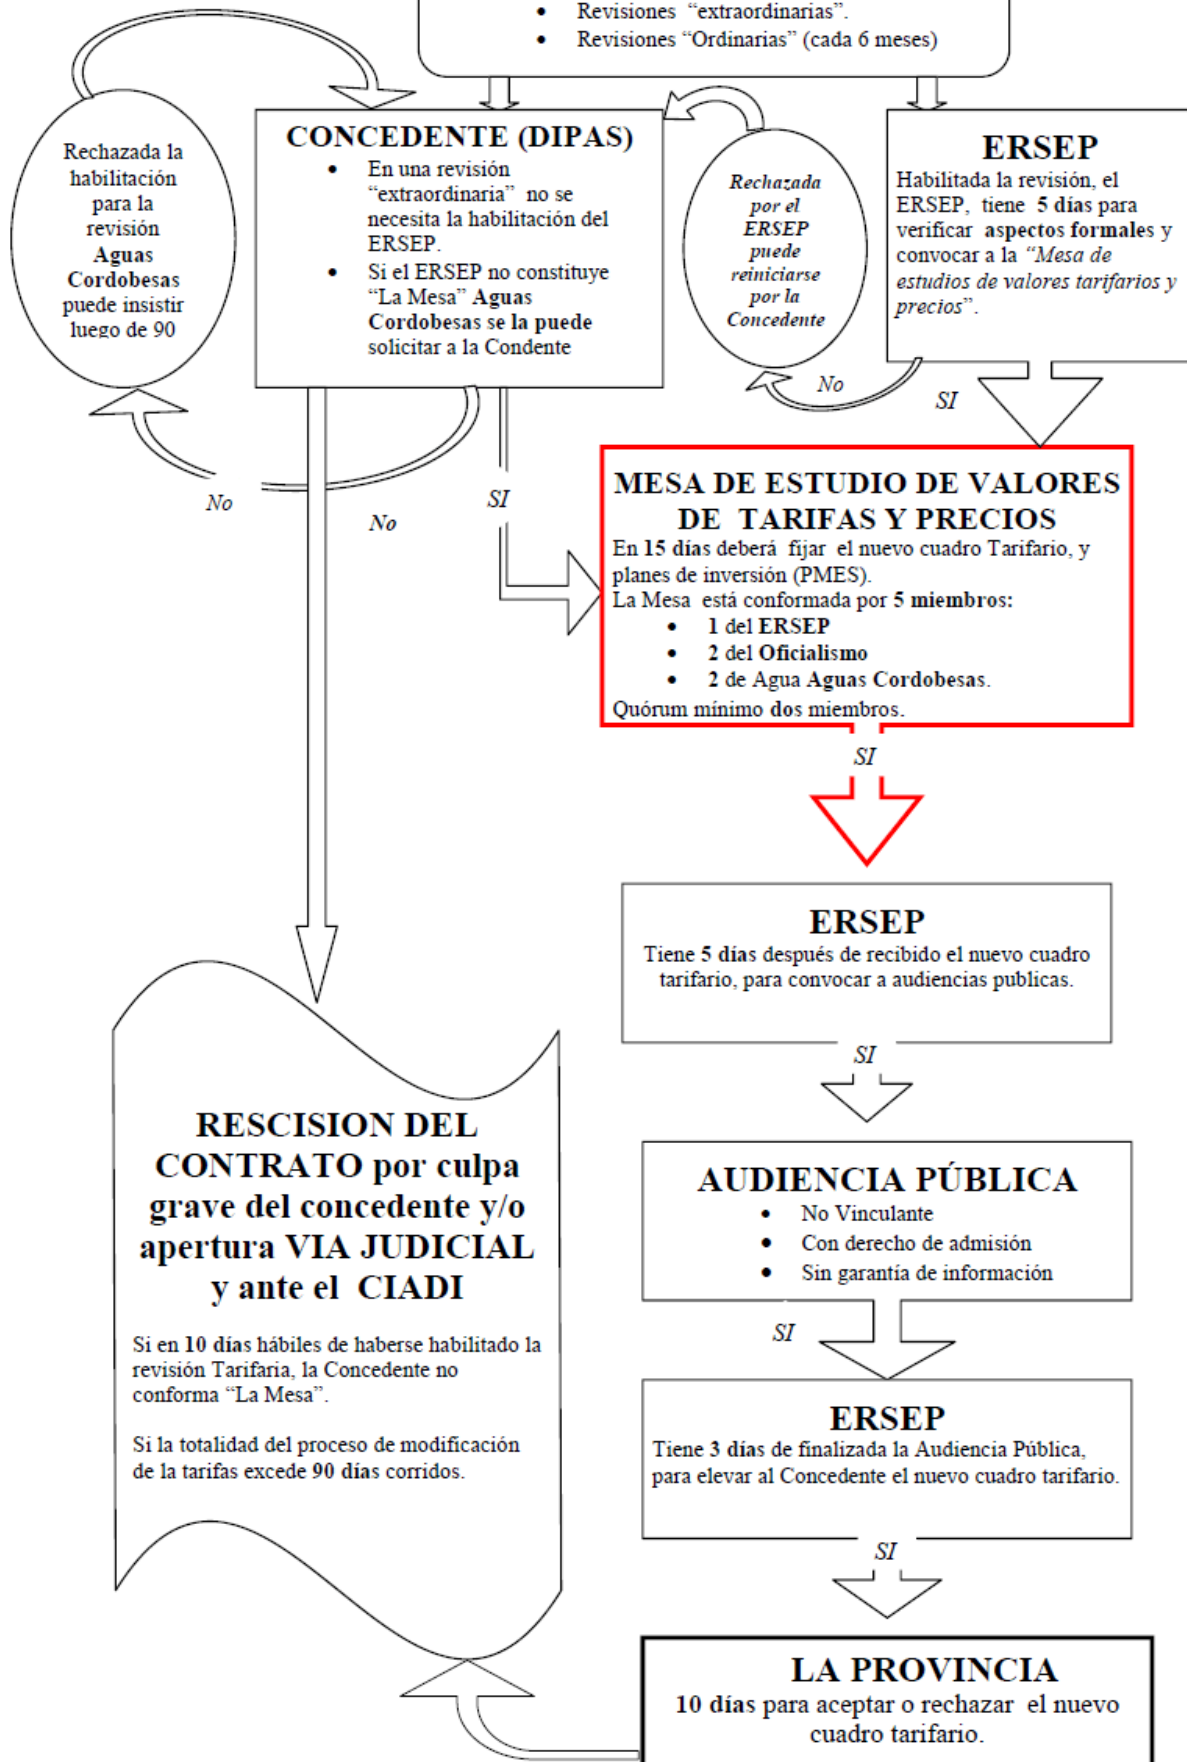 • Revisiones “extraordinarias”.
• Revisiones “Ordinarias” (cada 6 meses)
Rechazada la
habilitación
para la
revisión
Aguas
Cordobesas
puede insistir
luego de 90
CONCEDENTE (DIPAS)
• En una revisión
“extraordinaria” no se
necesita la habilitación del
ERSEP.
• Si el ERSEP no constituye
“La Mesa” Aguas
Cordobesas se la puede
solicitar a la Condente
Rechazada
por el
ERSEP
puede
reiniciarse
por la
Concedente
ERSEP
Habilitada la revisión, el
ERSEP, tiene 5 días para
verificar aspectos formales y
convocar a la “Mesa de
estudios de valores tarifarios y
precios”.
No
SI
No
No
SI
MESA DE ESTUDIO DE VALORES
DE TARIFAS Y PRECIOS
En 15 días deberá fijar el nuevo cuadro Tarifario, y
planes de inversión (PMES).
La Mesa está conformada por 5 miembros:
• 1 del ERSEP
• 2 del Oficialismo
• 2 de Agua Aguas Cordobesas.
Quórum mínimo dos miembros.
SI
ERSEP
Tiene 5 días después de recibido el nuevo cuadro
tarifario, para convocar a audiencias publicas.
SI
AUDIENCIA PÚBLICA
• No Vinculante
• Con derecho de admisión
• Sin garantía de información
SI
ERSEP
Tiene 3 días de finalizada la Audiencia Pública,
para elevar al Concedente el nuevo cuadro tarifario.
SI
LA PROVINCIA
10 días para aceptar o rechazar el nuevo
cuadro tarifario.
RESCISION DEL
CONTRATO por culpa
grave del concedente y/o
apertura VIA JUDICIAL
y ante el CIADI
Si en 10 días hábiles de haberse habilitado la
revisión Tarifaria, la Concedente no
conforma “La Mesa”.
Si la totalidad del proceso de modificación
de la tarifas excede 90 días corridos.